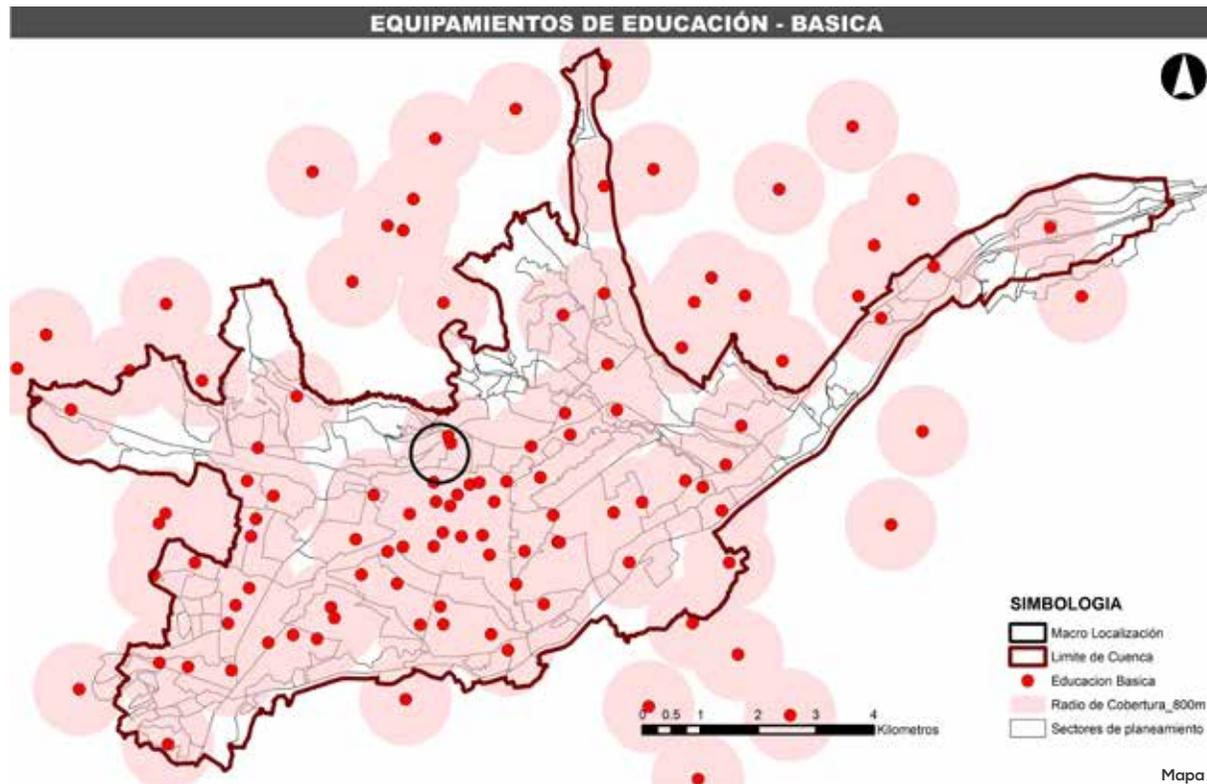 EQUIPAMIENTOS DE EDUCACIÓN - BASICA
SIMBOLOGIA
Macro Localización
Limite de Cuenca
Educacion Basica
Radio de Cobertura_800m
Sectores de planeamiento
0 0.5 1 2 3 4
Kilometros
Mapa